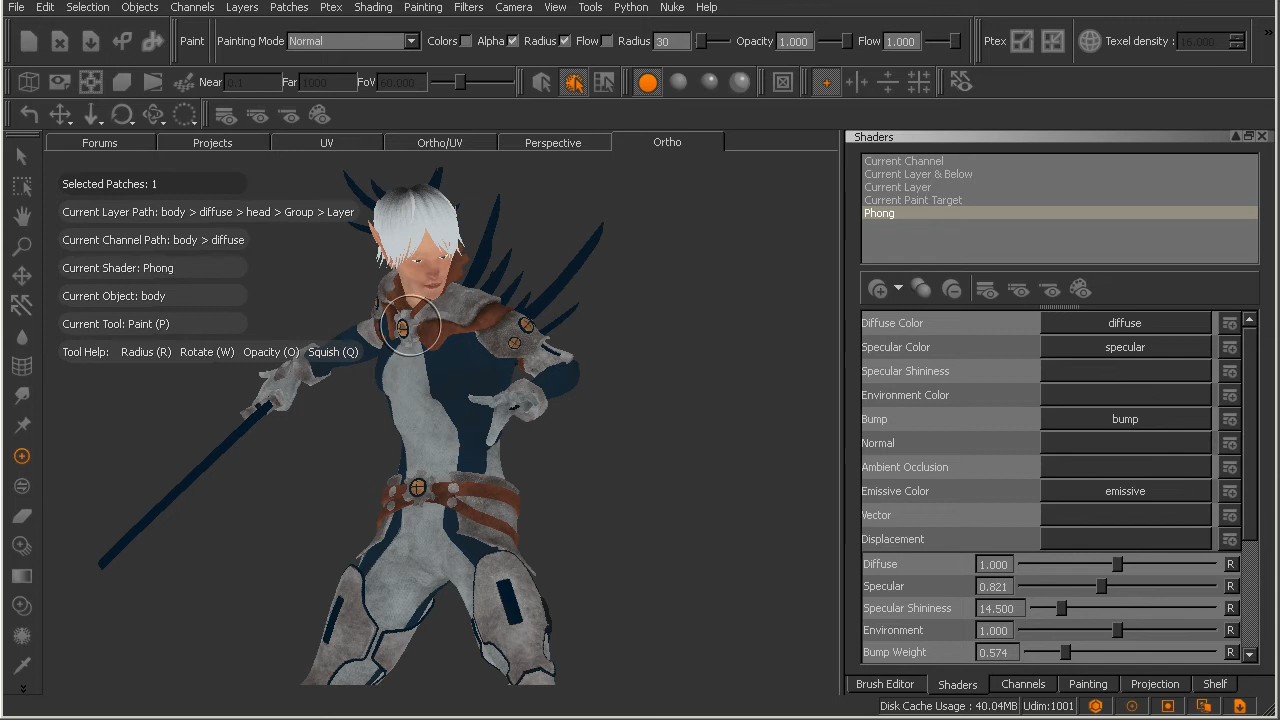 File Edit Selection Objects Channels Layers Patches Ptex Shading Painting Filters Camera View Tools Python Nuke Help
Paint Painting Mode Normal Colors Alpha Radius Flow Radius 30 Opacity 1.000 Flow 1.000 Ptex Texel density : 16.000 »
Near 0.1 Far 1000 FoV 60.000
Forums Projects UV Ortho/UV Perspective Ortho
Selected Patches: 1
Current Layer Path: body > diffuse > head > Group > Layer
Current Channel Path: body > diffuse
Current Shader: Phong
Current Object: body
Current Tool: Paint (P)
Tool Help: Radius (R) Rotate (W) Opacity (O) Squish (Q)
Shaders
Current Channel
Current Layer & Below
Current Layer
Current Paint Target
Phong
Diffuse Color diffuse
Specular Color specular
Specular Shininess
Environment Color
Bump bump
Normal
Ambient Occlusion
Emissive Color emissive
Vector
Displacement
Diffuse 1.000 R
Specular 0.821 R
Specular Shininess 14.500 R
Environment 1.000 R
Bump Weight 0.574 R
Brush Editor Shaders Channels Painting Projection Shelf
Disk Cache Usage : 40.04MB Udim:1001